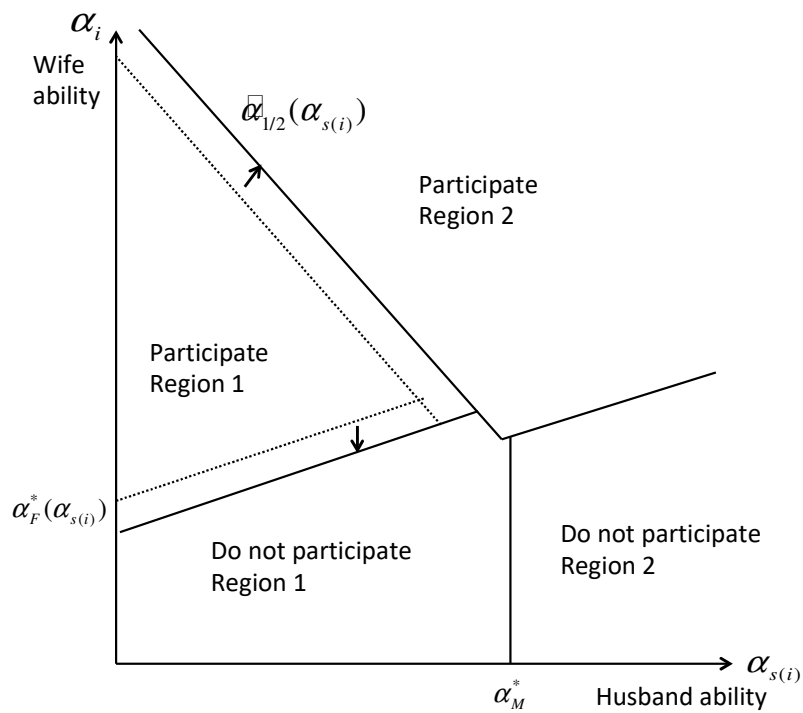 α_i
Wife
ability
α_{1/2}(α_{s(i)})
Participate
Region 2
Participate
Region 1
α*_F(α_{s(i)})
Do not participate
Region 1
Do not participate
Region 2
α_{s(i)}
α*_M
Husband ability